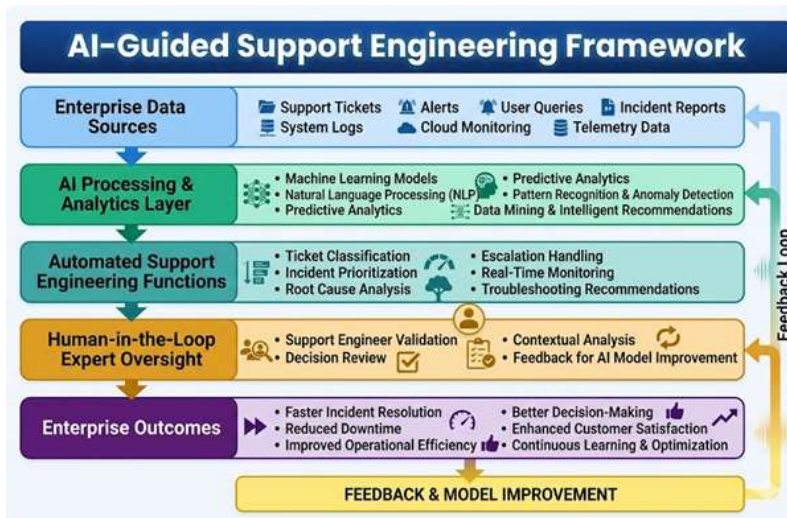 AI-Guided Support Engineering Framework
Enterprise Data
Sources
Support Tickets
Alerts
User Queries
Incident Reports
System Logs
Cloud Monitoring
Telemetry Data
AI Processing &
Analytics Layer
• Machine Learning Models
• Natural Language Processing (NLP)
• Predictive Analytics
• Predictive Analytics
• Pattern Recognition & Anomaly Detection
Data Mining & Intelligent Recommendations
Automated Support
Engineering Functions
• Ticket Classification
• Incident Prioritization
• Root Cause Analysis
• Escalation Handling
• Real-Time Monitoring
• Troubleshooting Recommendations
Human-in-the-Loop
Expert Oversight
• Support Engineer Validation
• Decision Review
• Contextual Analysis
• Feedback for AI Model Improvement
Enterprise Outcomes
• Faster Incident Resolution
• Reduced Downtime
• Improved Operational Efficiency
• Better Decision-Making
• Enhanced Customer Satisfaction
• Continuous Learning & Optimization
FEEDBACK & MODEL IMPROVEMENT
Feedback Loop